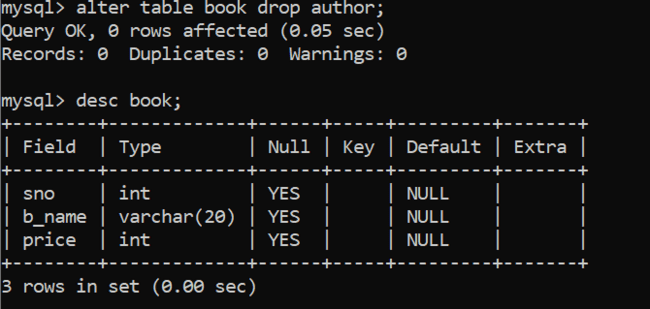 mysql> alter table book drop author;
Query OK, 0 rows affected (0.05 sec)
Records: 0  Duplicates: 0  Warnings: 0

mysql> desc book;
+--------+-------------+------+-----+---------+-------+
| Field  | Type        | Null | Key | Default | Extra |
+--------+-------------+------+-----+---------+-------+
| sno    | int         | YES  |     | NULL    |       |
| b_name | varchar(20) | YES  |     | NULL    |       |
| price  | int         | YES  |     | NULL    |       |
+--------+-------------+------+-----+---------+-------+
3 rows in set (0.00 sec)